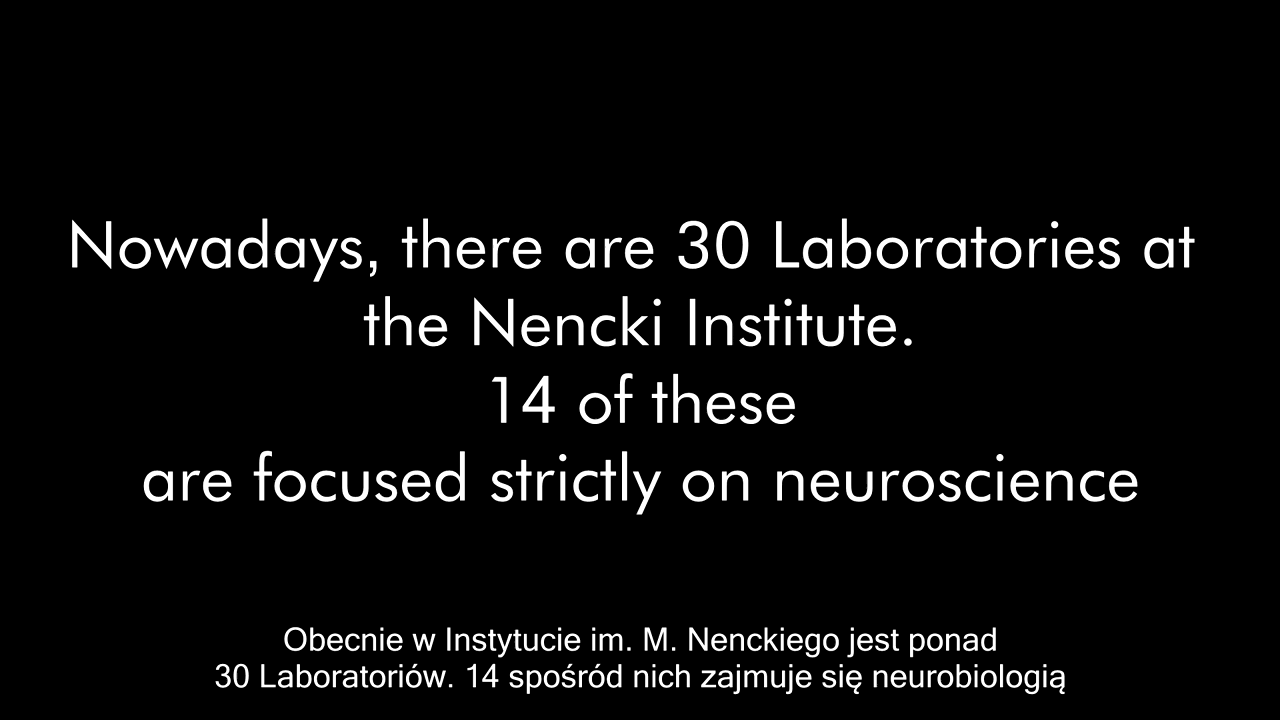 Nowadays, there are 30 Laboratories at
the Nencki Institute.
14 of these
are focused strictly on neuroscience
Obecnie w Instytucie im. M. Nenckiego jest ponad
30 Laboratoriów. 14 spośród nich zajmuje się neurobiologią